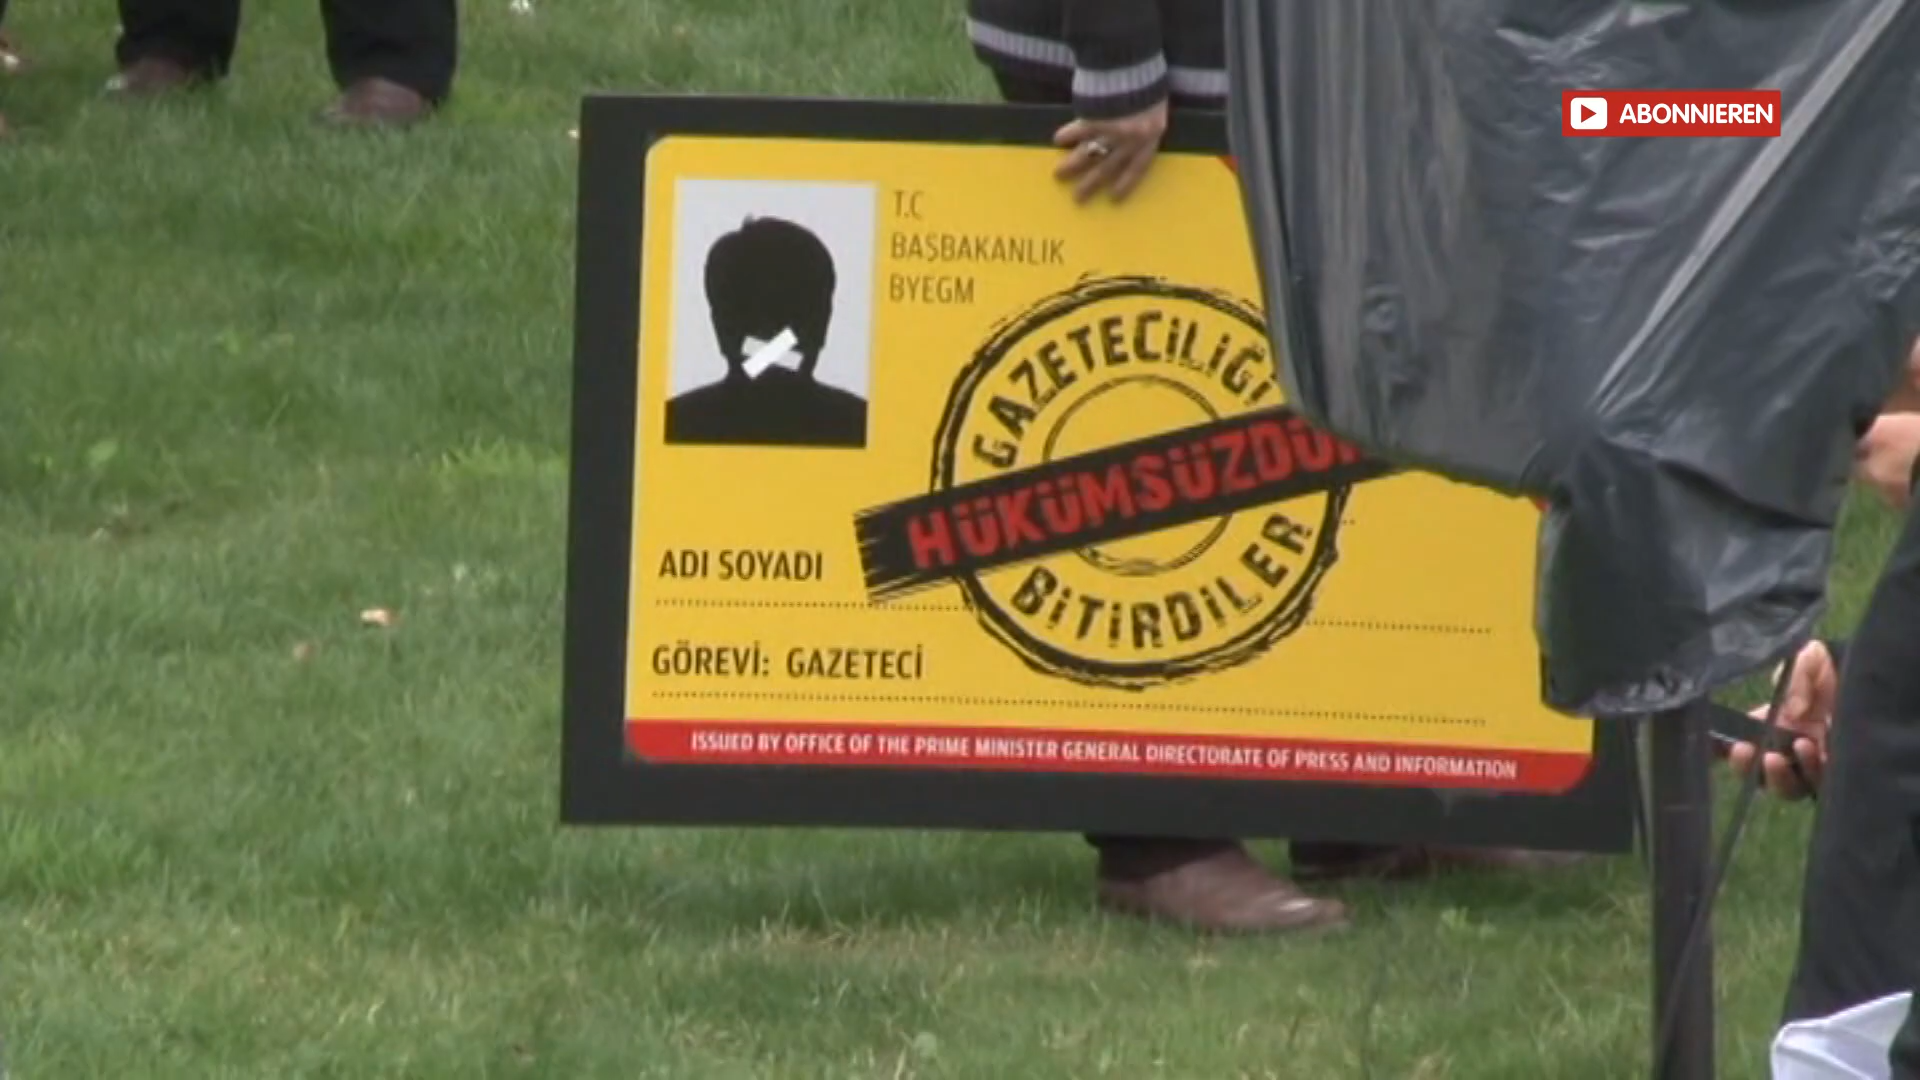 ABONNIEREN
T.C
BAŞBAKANLIK
BYEGM
GAZETECİLİĞİ
HÜKÜMSÜZDÜR
BİTİRDİLER
ADI SOYADI
GÖREVİ: GAZETECİ
ISSUED BY OFFICE OF THE PRIME MINISTER GENERAL DIRECTORATE OF PRESS AND INFORMATION